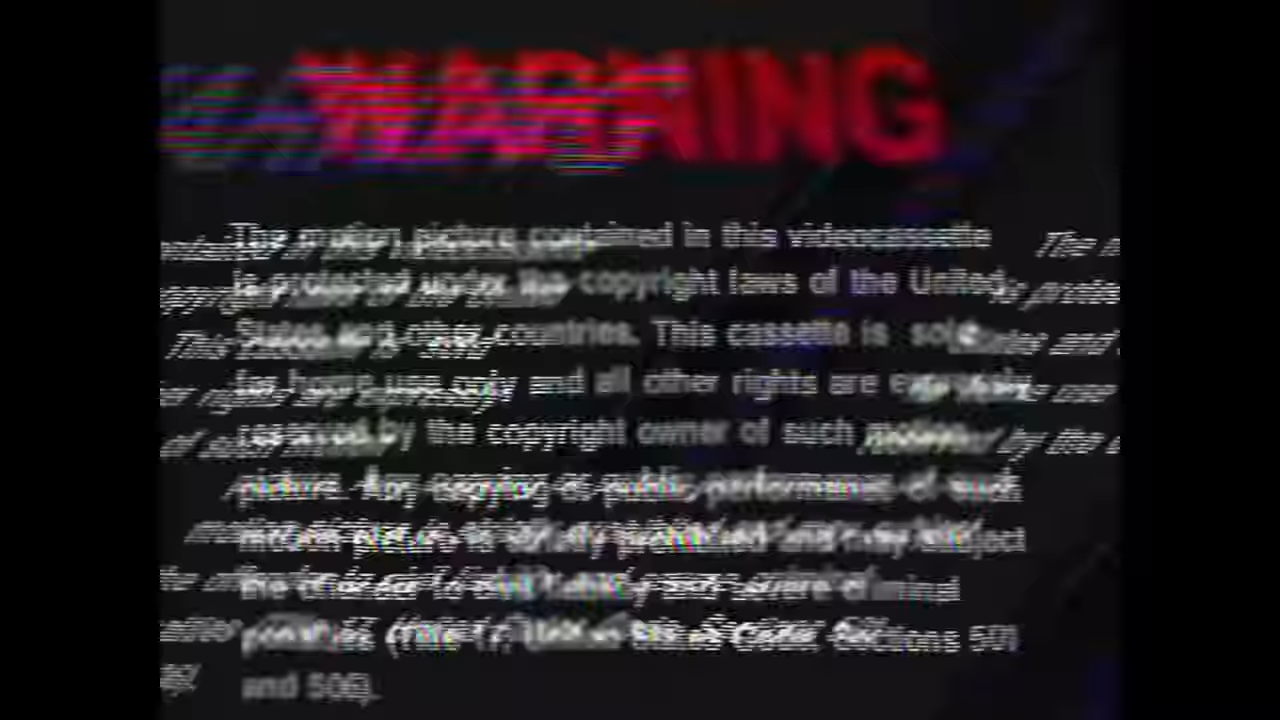 WARNING
The motion picture contained in this videocassette
is protected under the copyright laws of the United
States and other countries. This cassette is sold
for home use only and all other rights are expressly
reserved by the copyright owner of such motion
picture. Any copying or public performance of such
motion picture is strictly prohibited and may subject
the offender to civil liability and severe criminal
penalties (Title 17, United States Code, Sections 501
and 506).